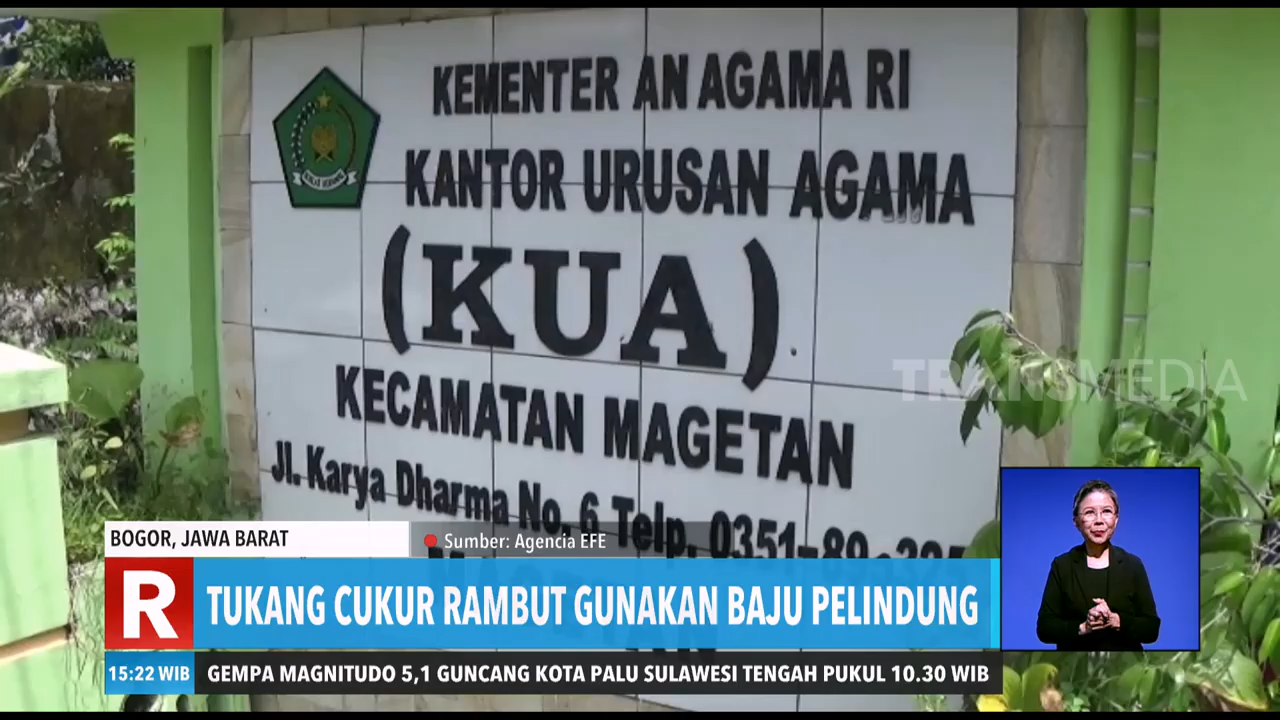 KEMENTER AN AGAMA RI
KANTOR URUSAN AGAMA
(KUA)
KECAMATAN MAGETAN
Jl. Karya Dharma No. 6 Telp. 0351-89
TRANSMEDIA
BOGOR, JAWA BARAT
Sumber: Agencia EFE
R
TUKANG CUKUR RAMBUT GUNAKAN BAJU PELINDUNG
15:22 WIB
GEMPA MAGNITUDO 5,1 GUNCANG KOTA PALU SULAWESI TENGAH PUKUL 10.30 WIB